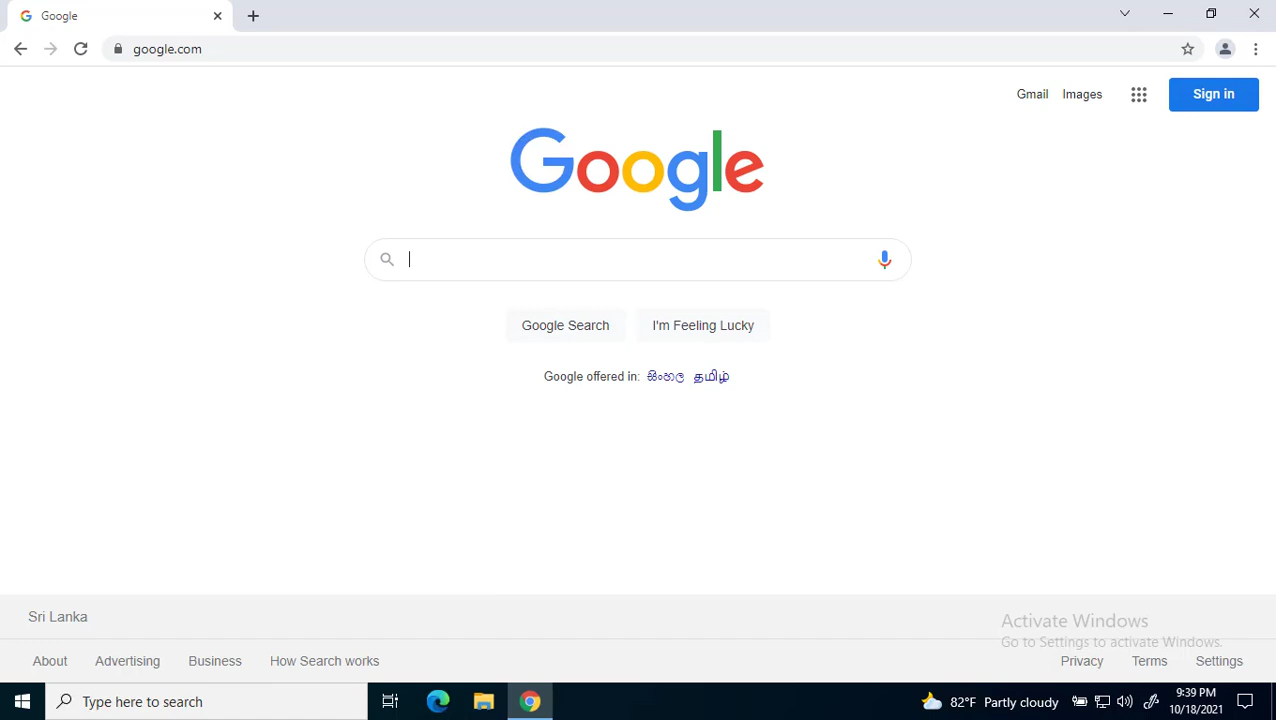 Google
google.com
Gmail Images Sign in
Google
Google Search I'm Feeling Lucky
Google offered in: සිංහල தமிழ்
Sri Lanka
Activate Windows
Go to Settings to activate Windows.
About Advertising Business How Search works Privacy Terms Settings
Type here to search 82°F Partly cloudy 9:39 PM
10/18/2021